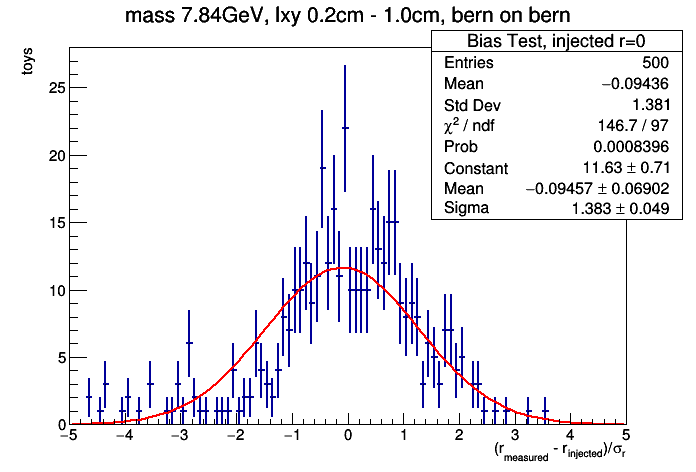 mass 7.84GeV, lxy 0.2cm - 1.0cm, bern on bern
toys
Bias Test, injected r=0
Entries 500
Mean −0.09436
Std Dev 1.381
χ² / ndf 146.7 / 97
Prob 0.0008396
Constant 11.63 ± 0.71
Mean −0.09457 ± 0.06902
Sigma 1.383 ± 0.049
25
20
15
10
5
0
−5 −4 −3 −2 −1 0 1 2 3 4 5
(r_measured - r_injected)/σ_r